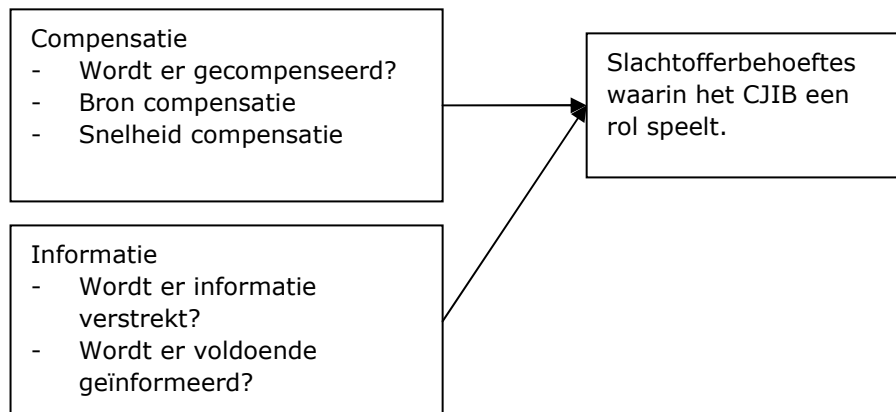 Compensatie
- Wordt er gecompenseerd?
- Bron compensatie
- Snelheid compensatie
Slachtofferbehoeftes
waarin het CJIB een
rol speelt.
Informatie
- Wordt er informatie
verstrekt?
- Wordt er voldoende
geïnformeerd?